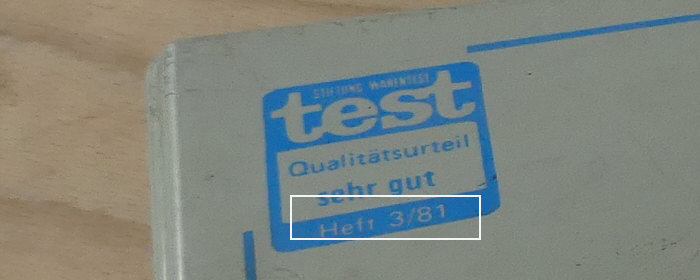 STIFTUNG WARENTEST
test
Qualitätsurteil
sehr gut
Heft 3/81